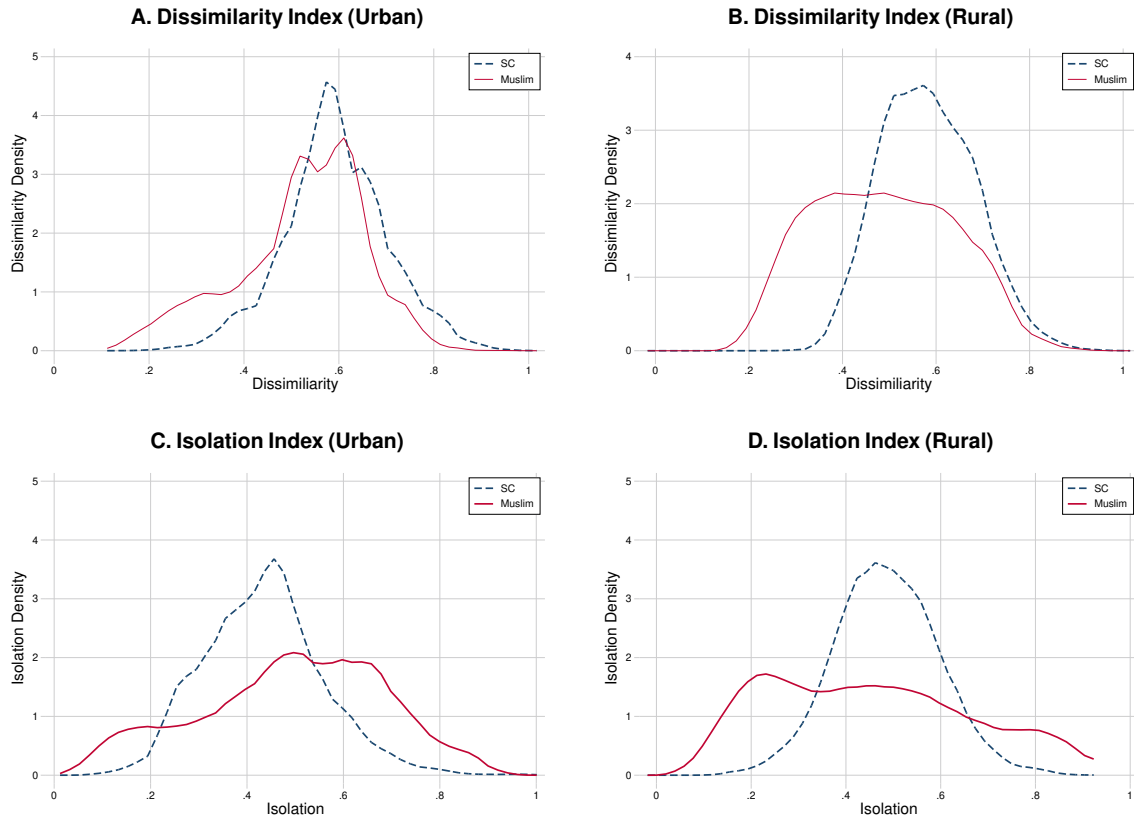 A. Dissimilarity Index (Urban)
5
4
3
2
1
0
Dissimilarity Density
0
.2
.4
.6
.8
1
Dissimiliarity
SC
Muslim
B. Dissimilarity Index (Rural)
4
3
2
1
0
Dissimilarity Density
0
.2
.4
.6
.8
1
Dissimiliarity
SC
Muslim
C. Isolation Index (Urban)
5
4
3
2
1
0
Isolation Density
0
.2
.4
.6
.8
1
Isolation
SC
Muslim
D. Isolation Index (Rural)
5
4
3
2
1
0
Isolation Density
0
.2
.4
.6
.8
1
Isolation
SC
Muslim